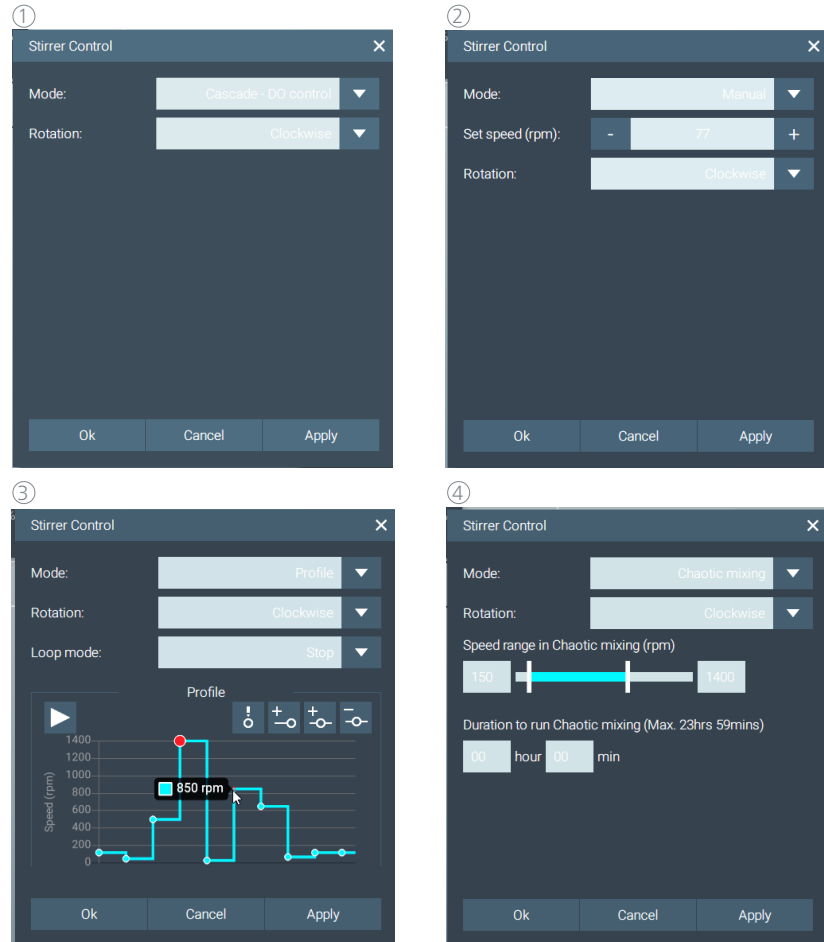 ①
Stirrer Control
Mode:
Cascade - DO control
Rotation:
Clockwise
Ok
Cancel
Apply
②
Stirrer Control
Mode:
Manual
Set speed (rpm):
-
77
+
Rotation:
Clockwise
Ok
Cancel
Apply
③
Stirrer Control
Mode:
Profile
Rotation:
Clockwise
Loop mode:
Stop
Profile
1400
1200
1000
800
600
400
200
0
Speed (rpm)
850 rpm
Ok
Cancel
Apply
④
Stirrer Control
Mode:
Chaotic mixing
Rotation:
Clockwise
Speed range in Chaotic mixing (rpm)
150
1400
Duration to run Chaotic mixing (Max. 23hrs 59mins)
00 hour 00 min
Ok
Cancel
Apply